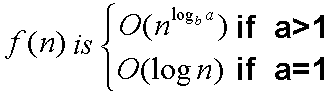 f(n) is { O(n^{log_b a}) if a>1
O(log n) if a=1